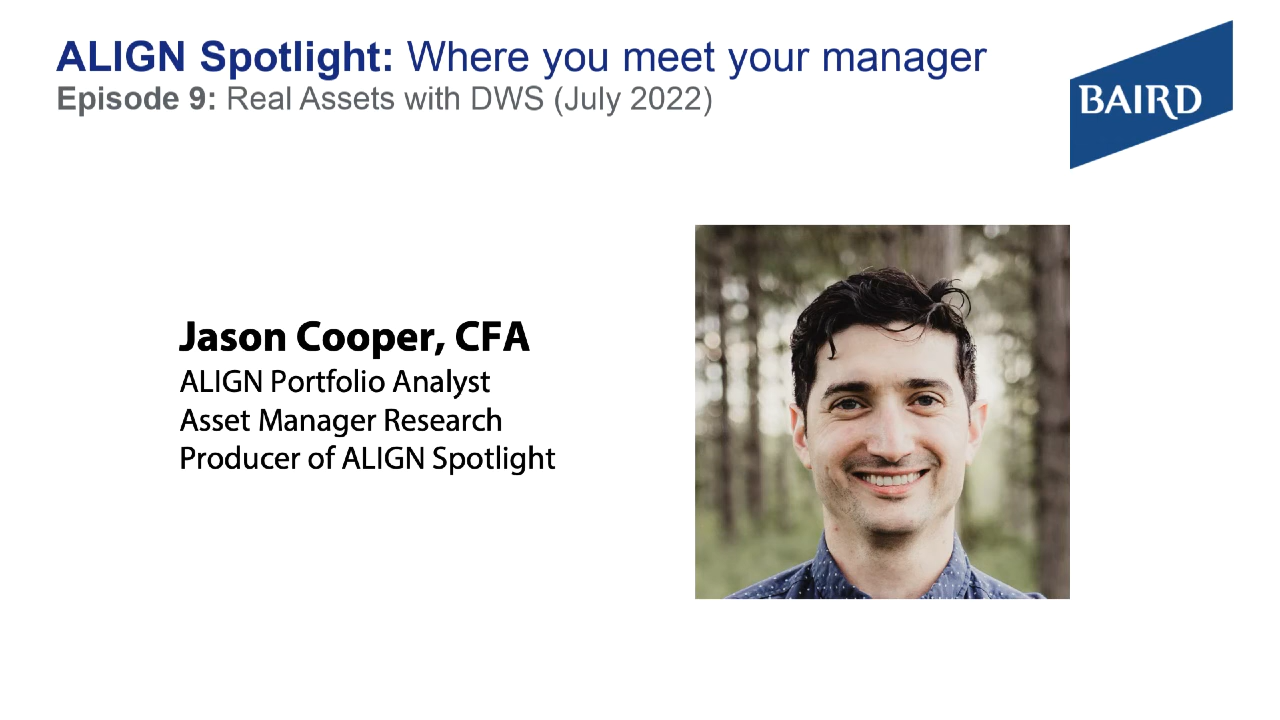 ALIGN Spotlight: Where you meet your manager
Episode 9: Real Assets with DWS (July 2022)
BAIRD
Jason Cooper, CFA
ALIGN Portfolio Analyst
Asset Manager Research
Producer of ALIGN Spotlight